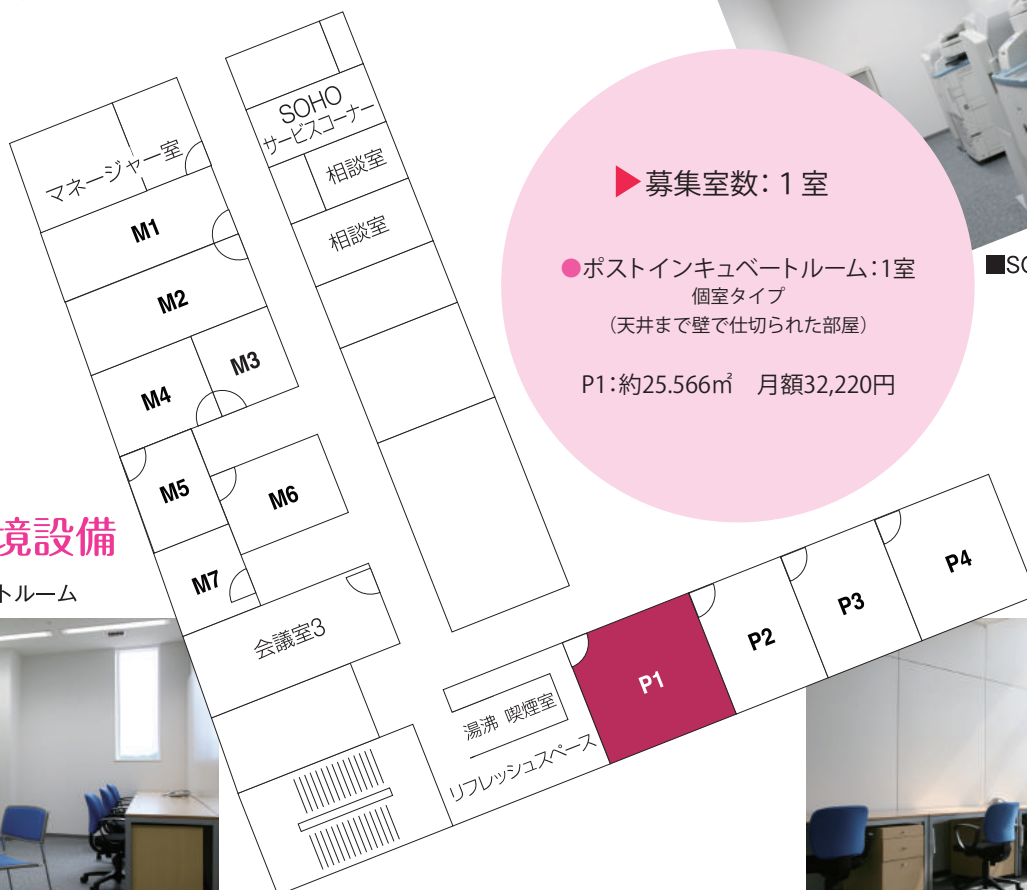 SOHO
サービスコーナー
相談室
相談室
マネージャー室
M1
M2
M3
M4
M5
M6
M7
会議室3
湯沸 喫煙室
リフレッシュスペース
P1
P2
P3
P4
▶募集室数：1 室
●ポストインキュベートルーム：1室
個室タイプ
（天井まで壁で仕切られた部屋）
P1：約25.566㎡　月額32,220円
■SO
境設備
トルーム